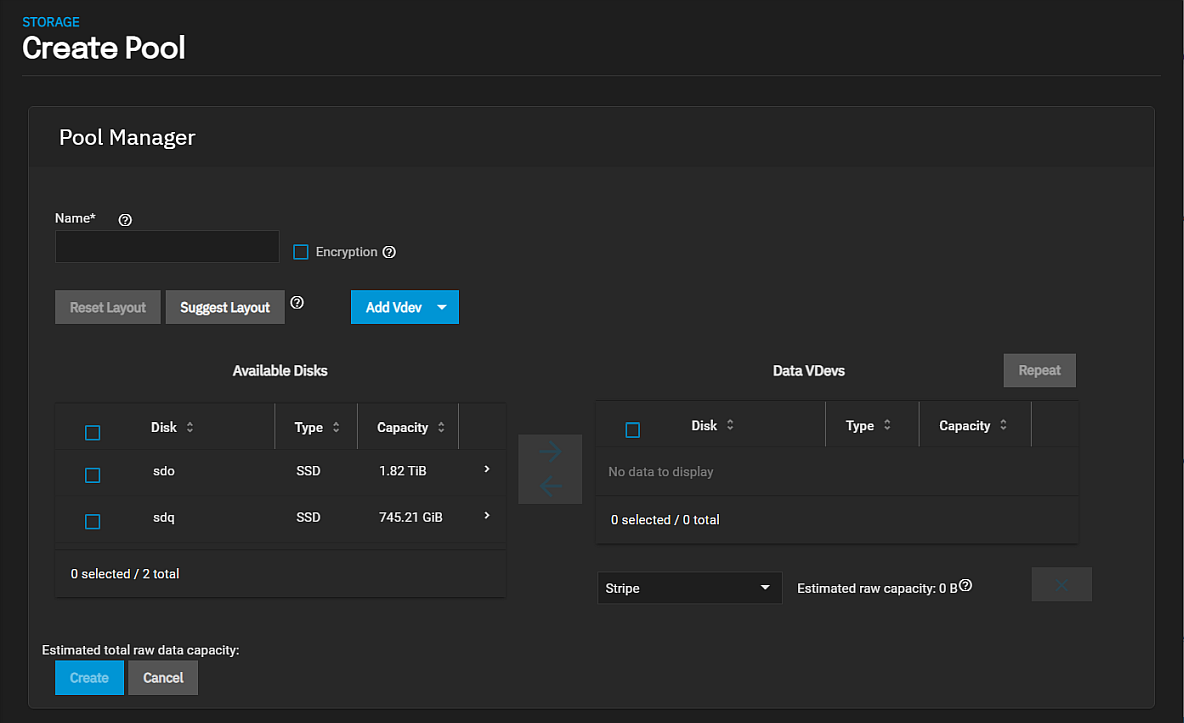 STORAGE
Create Pool
Pool Manager
Name*
Encryption
Reset Layout
Suggest Layout
Add Vdev
Available Disks
Data VDevs
Repeat
Disk Type Capacity
sdo SSD 1.82 TiB
sdq SSD 745.21 GiB
0 selected / 2 total
Disk Type Capacity
No data to display
0 selected / 0 total
Stripe
Estimated raw capacity: 0 B
Estimated total raw data capacity:
Create
Cancel